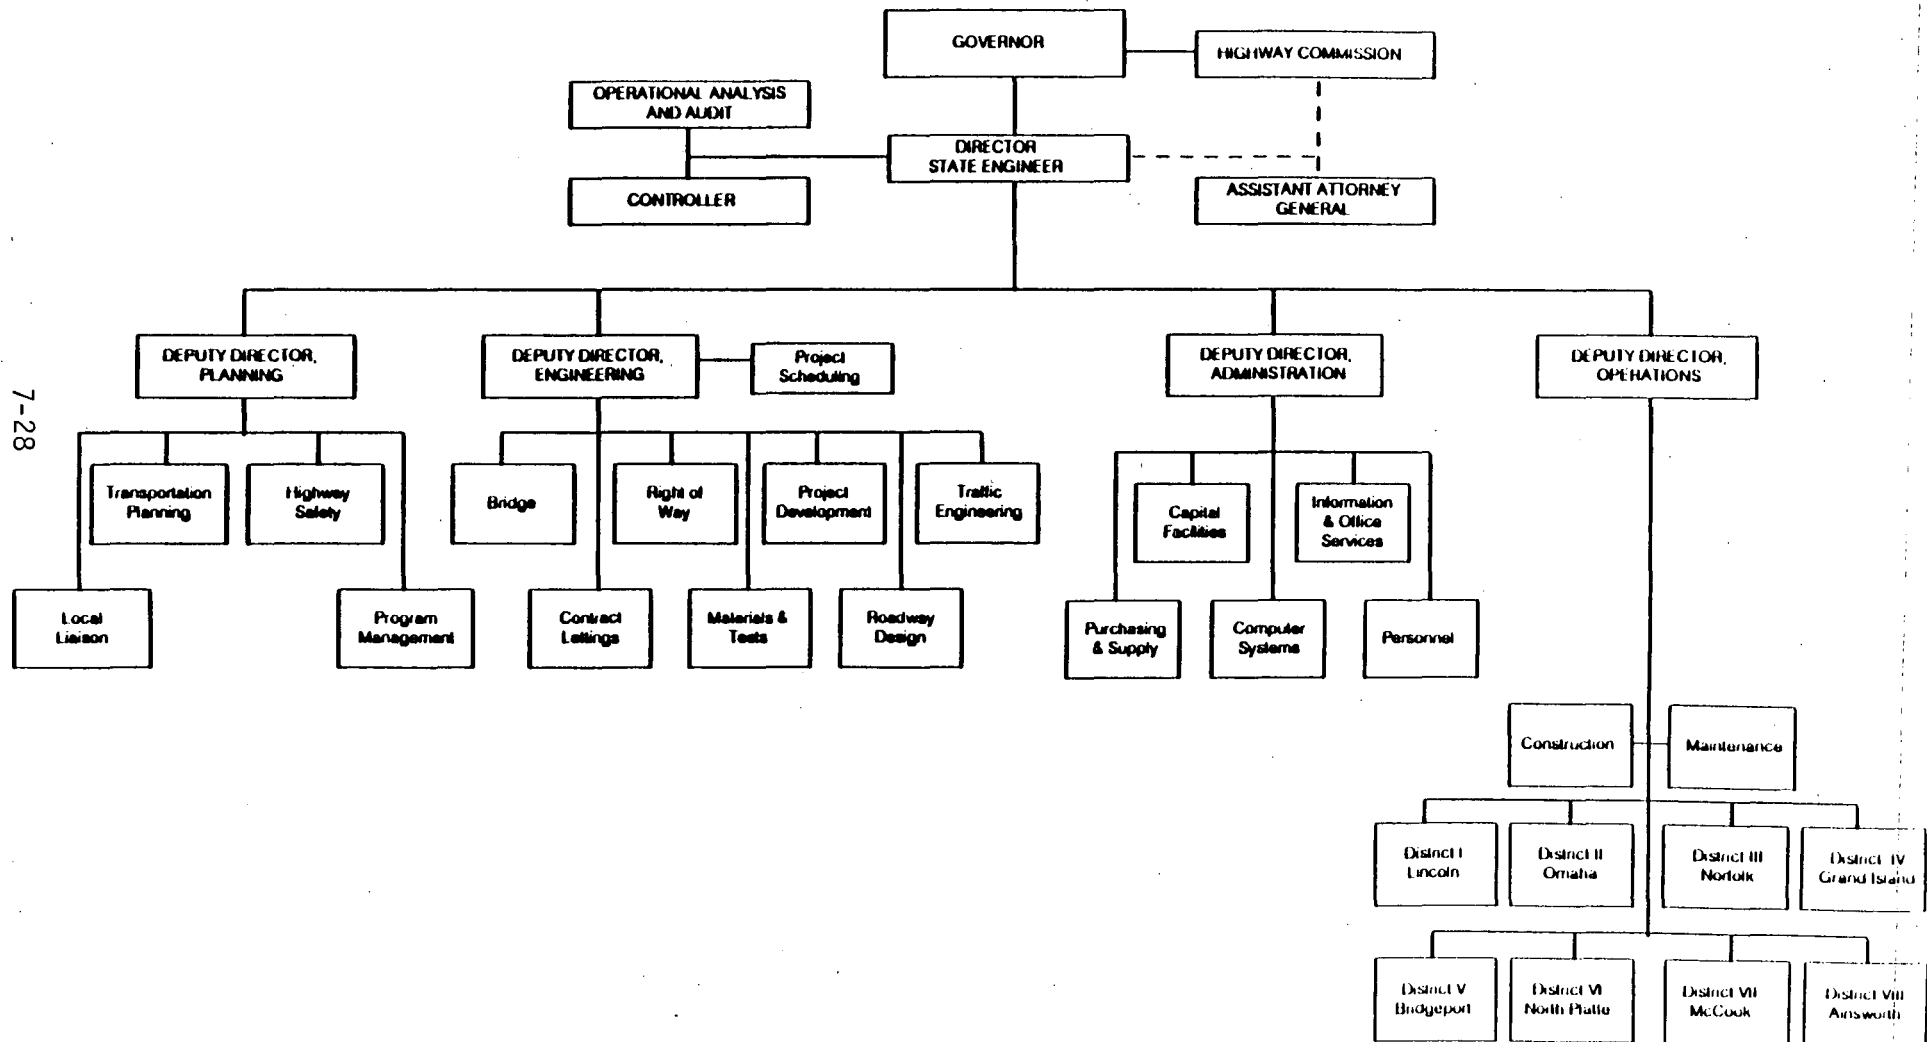 GOVERNOR
HIGHWAY COMMISSION
OPERATIONAL ANALYSIS
AND AUDIT
DIRECTOR
STATE ENGINEER
CONTROLLER
ASSISTANT ATTORNEY
GENERAL
DEPUTY DIRECTOR,
PLANNING
DEPUTY DIRECTOR,
ENGINEERING
Project
Scheduling
DEPUTY DIRECTOR,
ADMINISTRATION
DEPUTY DIRECTOR,
OPERATIONS
7-28
Transportation
Planning
Highway
Safety
Bridge
Right of
Way
Project
Development
Traffic
Engineering
Capital
Facilities
Information
& Office
Services
Local
Liaison
Program
Management
Contract
Lettings
Materials &
Tests
Roadway
Design
Purchasing
& Supply
Computer
Systems
Personnel
Construction
Maintenance
District I
Lincoln
District II
Omaha
District III
Norfolk
District IV
Grand Island
District V
Bridgeport
District VI
North Platte
District VII
McCook
District VIII
Ainsworth